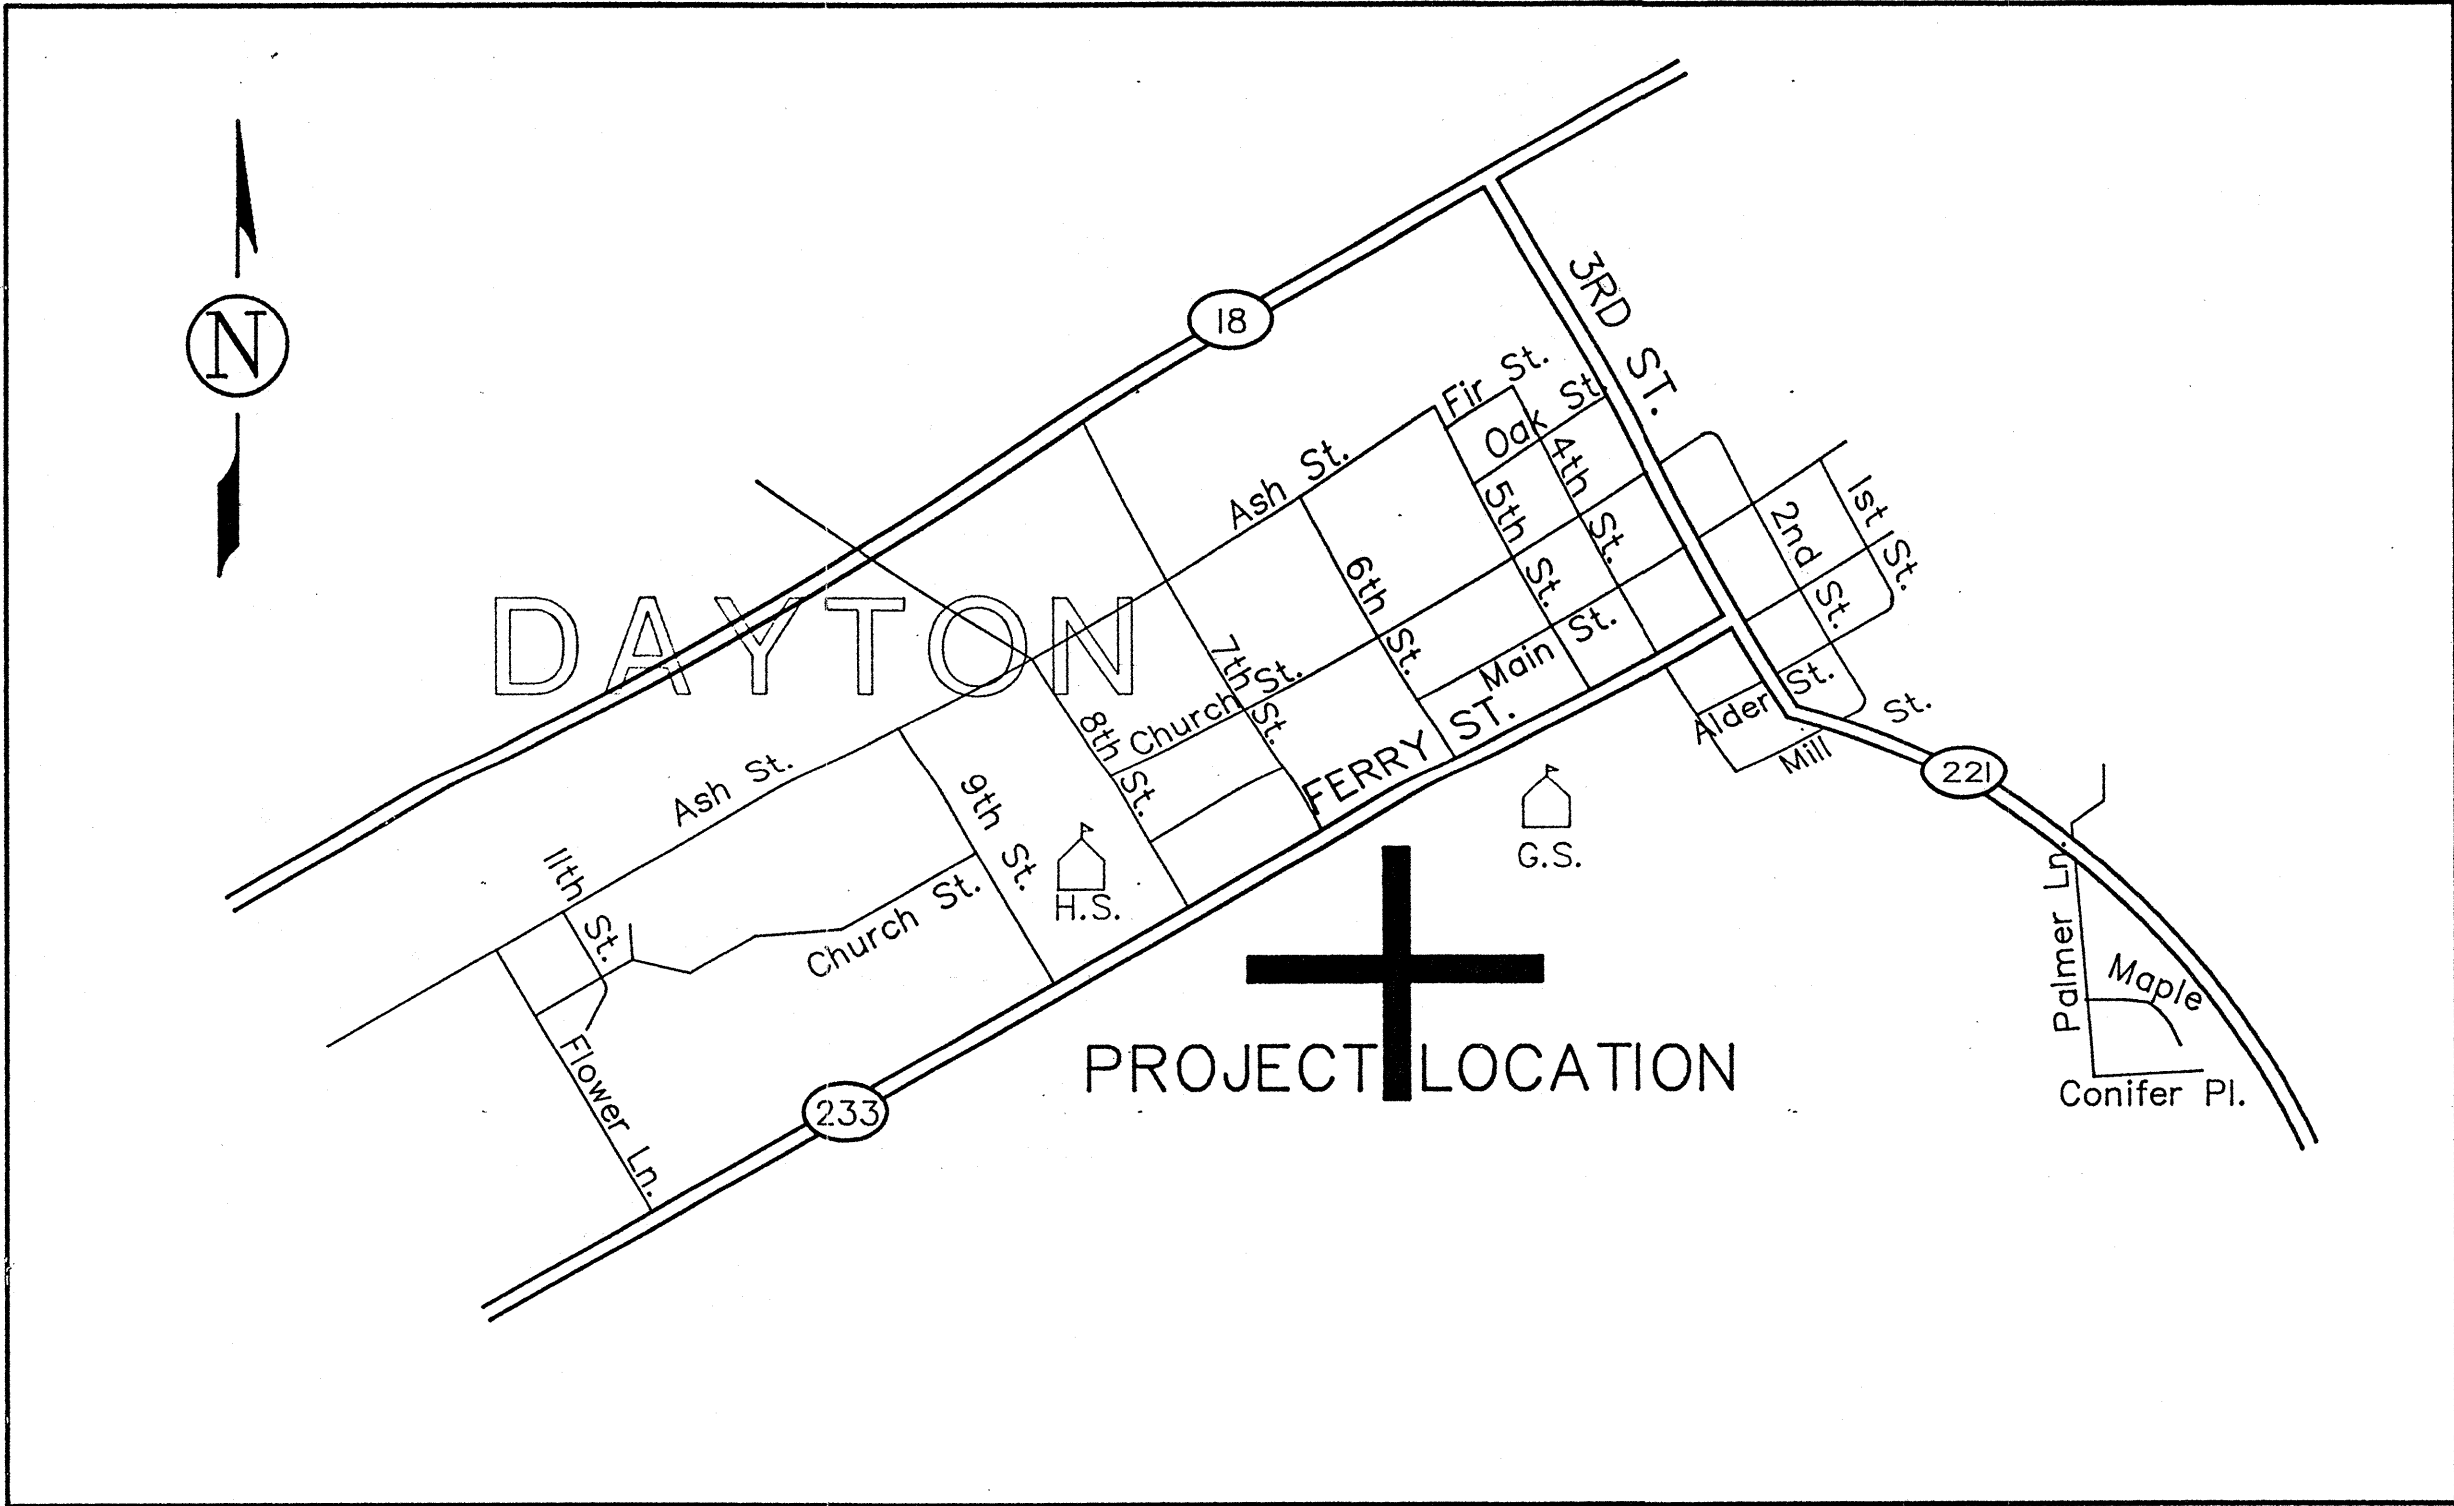 N
DAYTON
18
3RD ST.
Fir St.
Oak St.
Ash St.
4th St.
5th St.
6th St.
7th St.
8th St.
9th St.
11th St.
2nd St.
1st St.
Main St.
Church St.
FERRY ST.
Alder St.
Mill St.
221
Ash St.
Church St.
H.S.
G.S.
Flower Ln.
233
PROJECT LOCATION
Palmer Ln.
Maple
Conifer Pl.